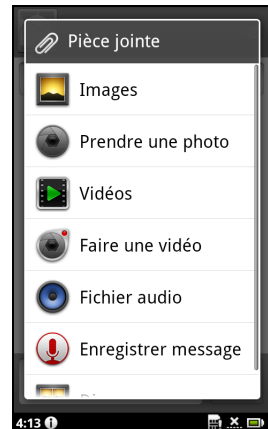 Pièce jointe
Images
Prendre une photo
Vidéos
Faire une vidéo
Fichier audio
Enregistrer message
4:13